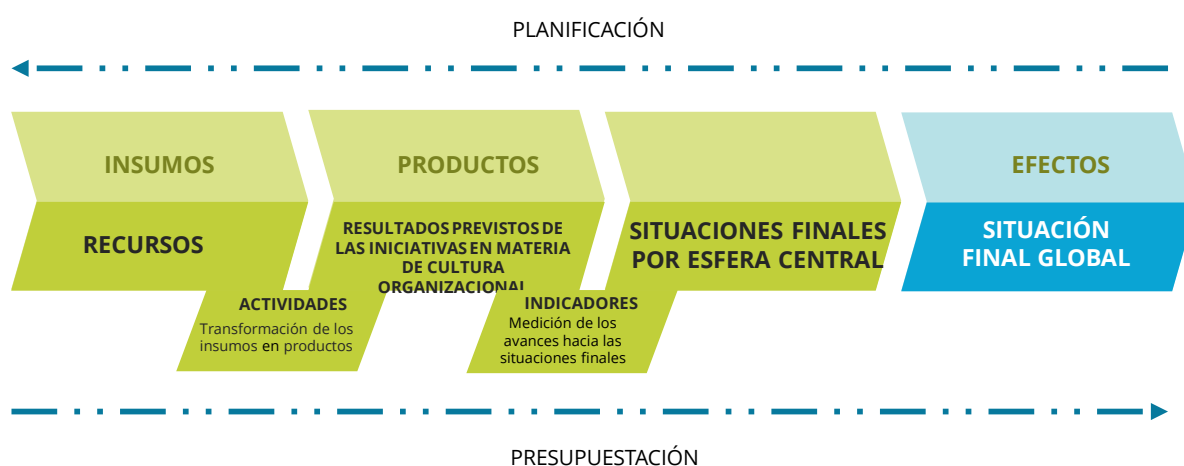 PLANIFICACIÓN
INSUMOS
RECURSOS
PRODUCTOS
RESULTADOS PREVISTOS DE
LAS INICIATIVAS EN MATERIA
DE CULTURA
ORGANIZACIONAL
SITUACIONES FINALES
POR ESFERA CENTRAL
EFECTOS
SITUACIÓN
FINAL GLOBAL
ACTIVIDADES
Transformación de los
insumos en productos
INDICADORES
Medición de los
avances hacia las
situaciones finales
PRESUPUESTACIÓN